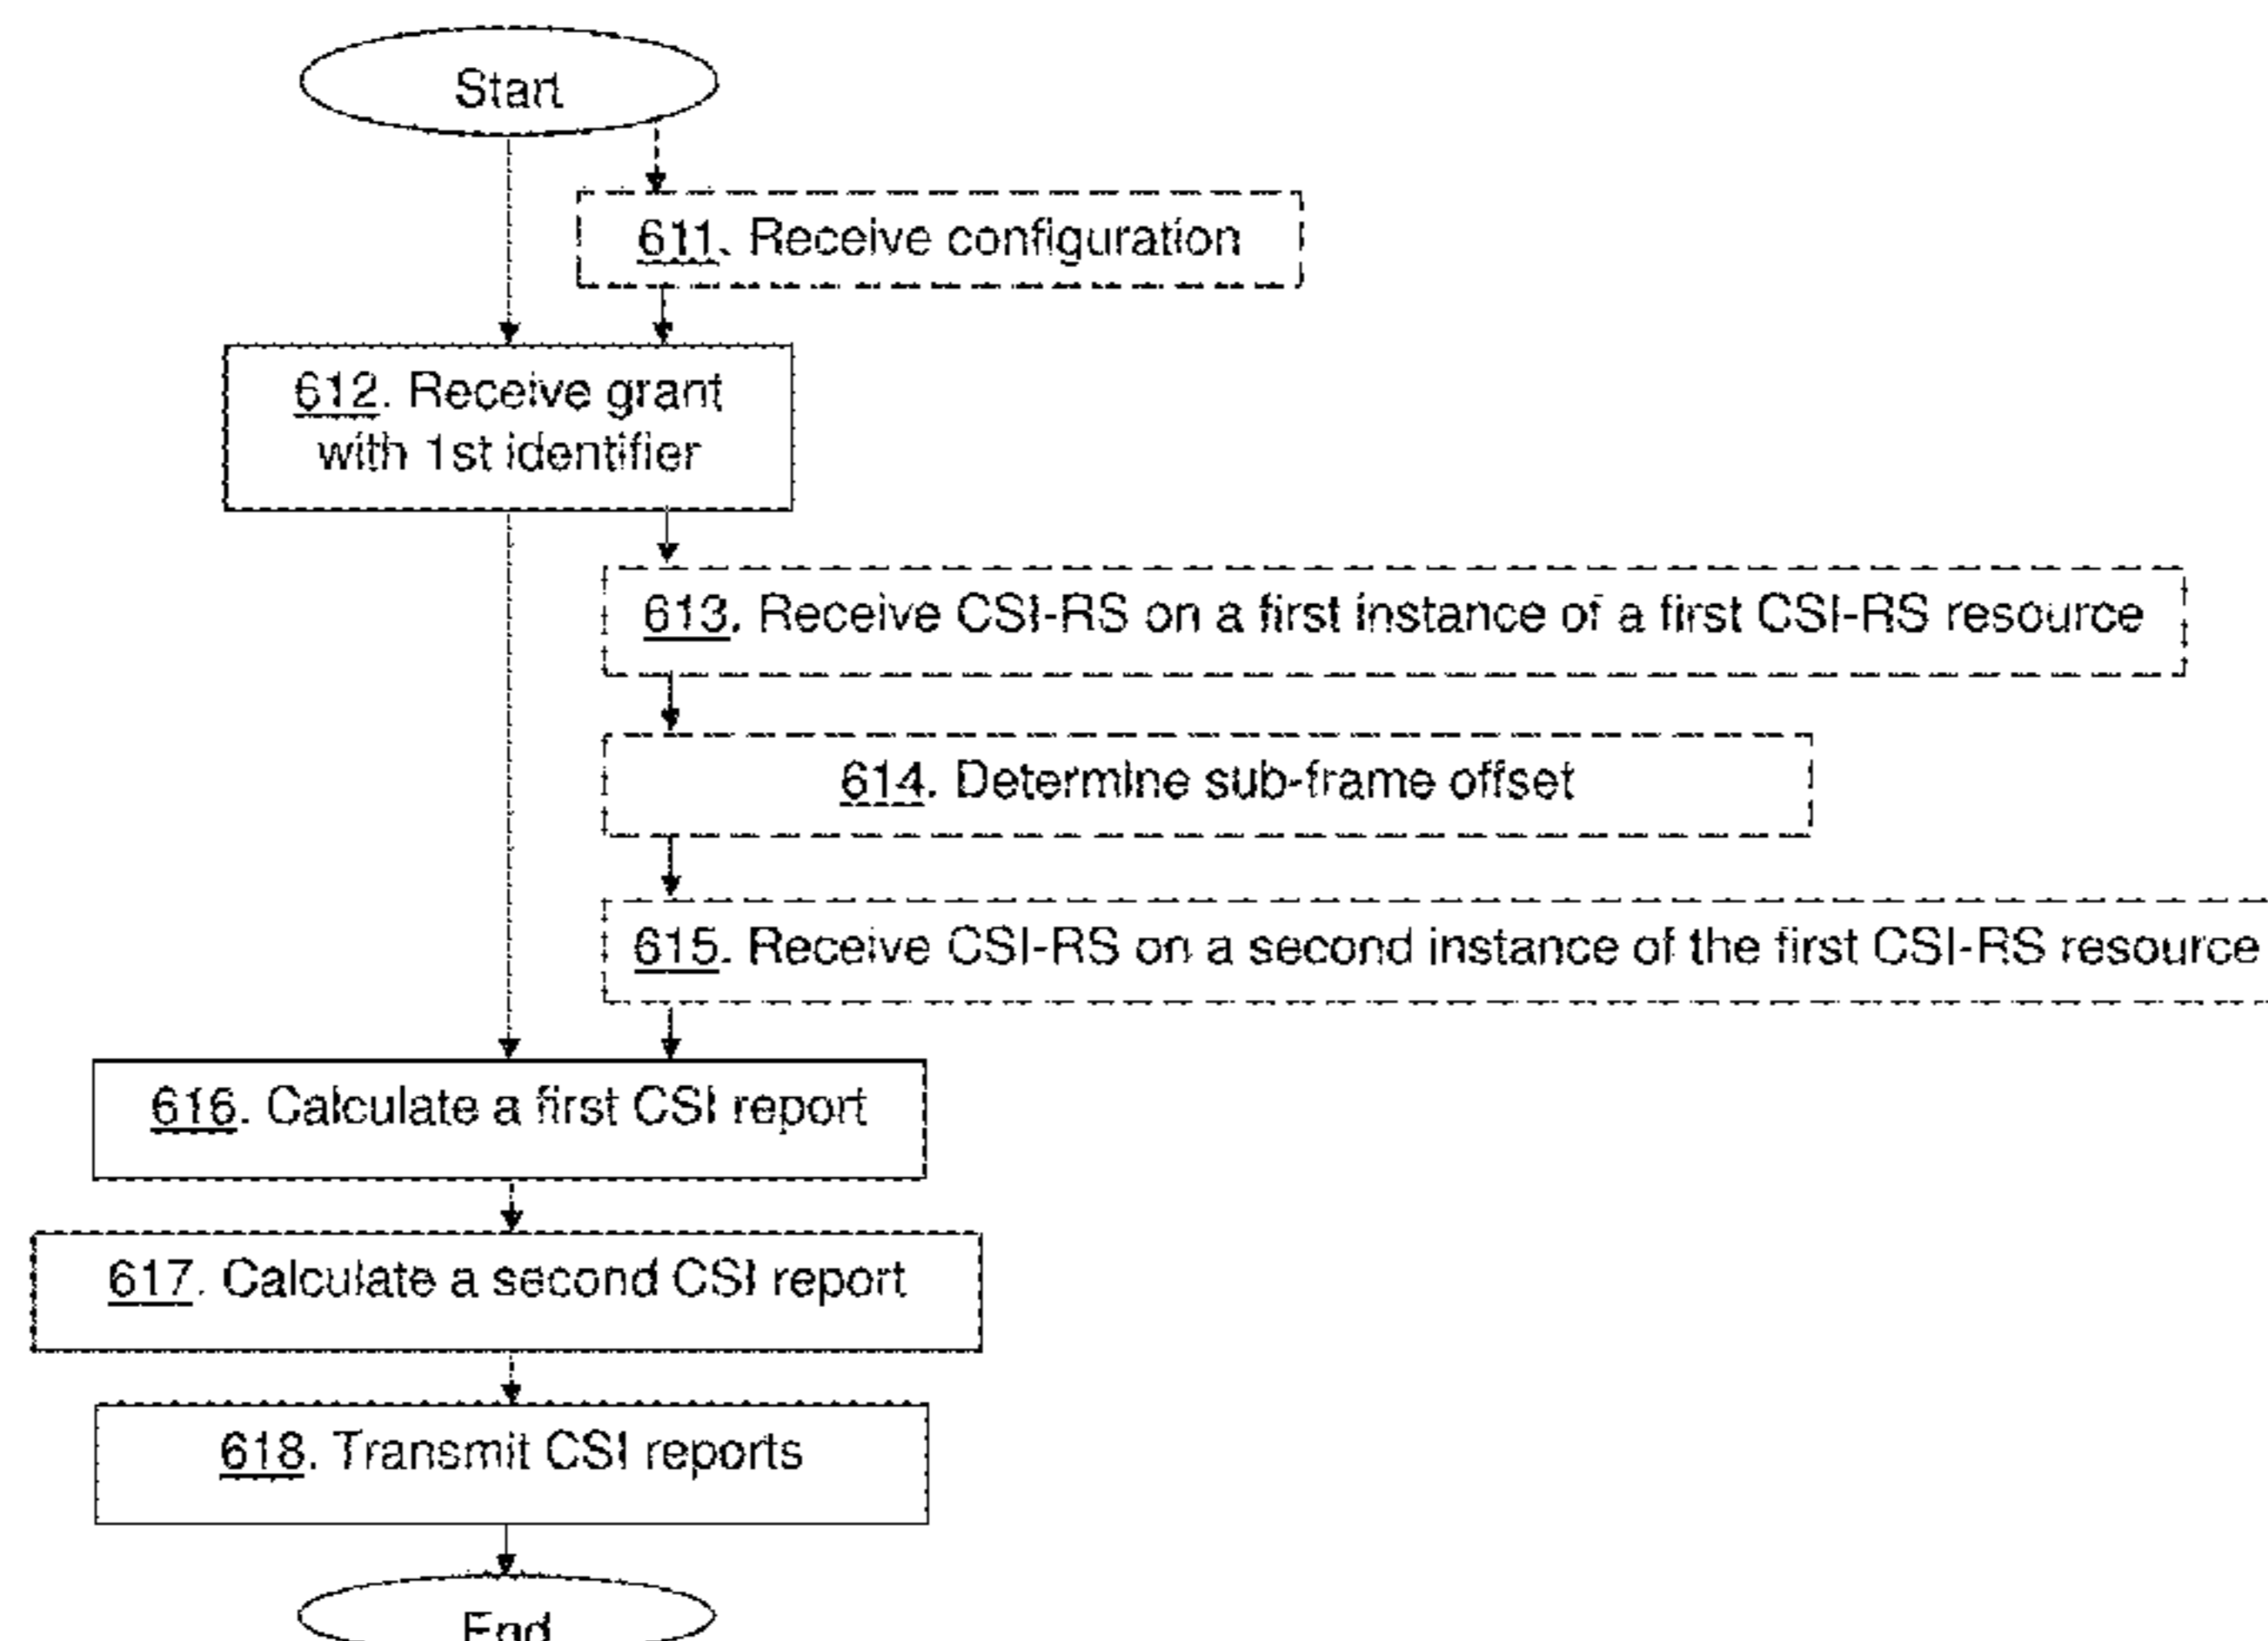 Start
611. Receive configuration
612. Receive grant
with 1st identifier
613. Receive CSI-RS on a first instance of a first CSI-RS resource
614. Determine sub-frame offset
615. Receive CSI-RS on a second instance of the first CSI-RS resource
616. Calculate a first CSI report
617. Calculate a second CSI report
618. Transmit CSI reports
End